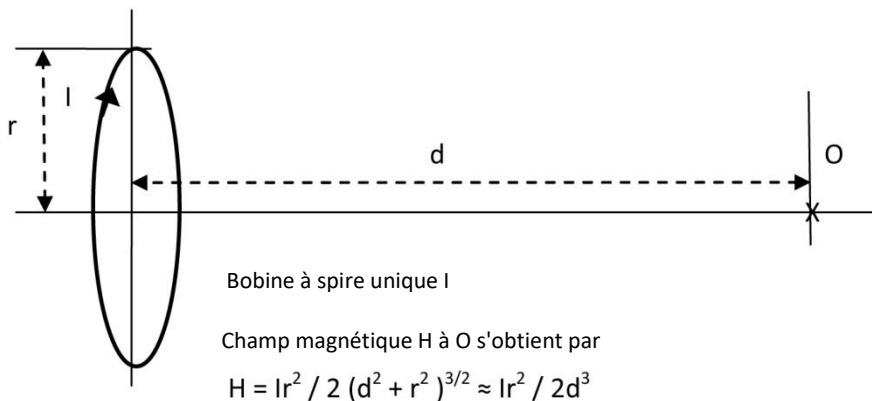 I
r
d
O
Bobine à spire unique I
Champ magnétique H à O s'obtient par
H = Ir² / 2 (d² + r² )³/² ≈ Ir² / 2d³